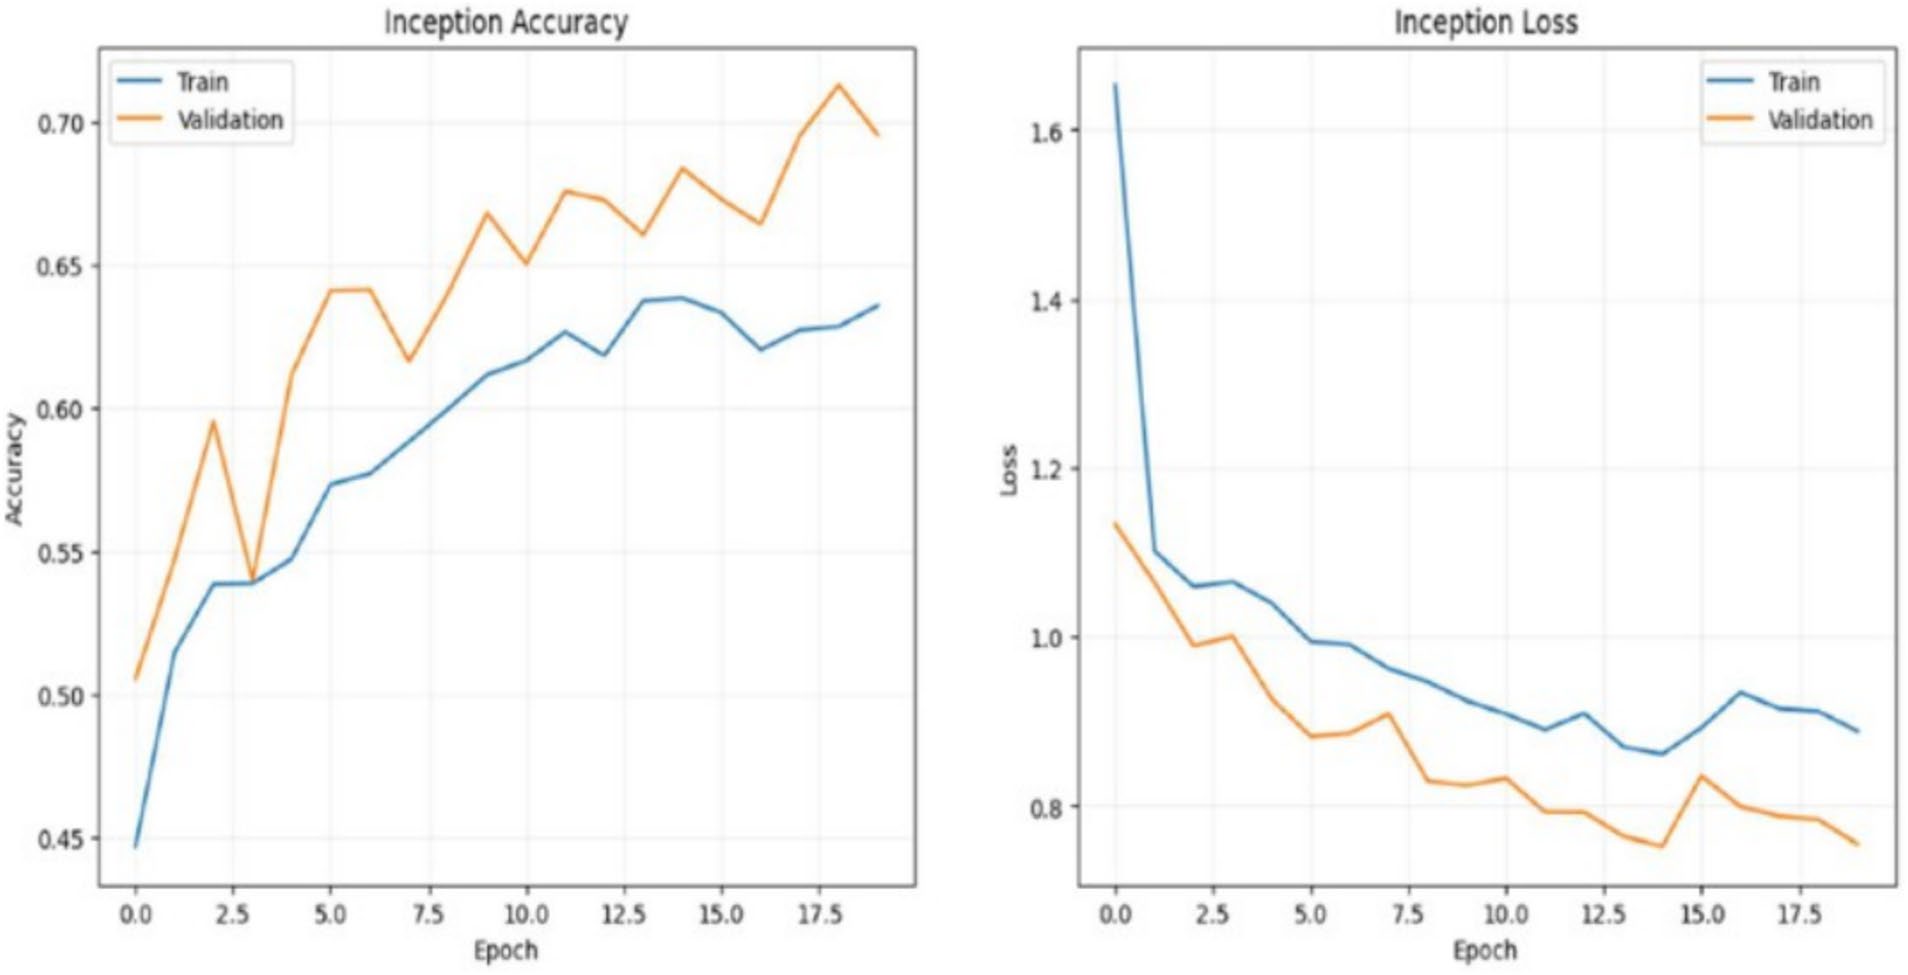 Inception Accuracy
Train
Validation
0.70
0.65
0.60
0.55
0.50
0.45
Accuracy
0.0 2.5 5.0 7.5 10.0 12.5 15.0 17.5
Epoch
Inception Loss
Train
Validation
1.6
1.4
1.2
1.0
0.8
Loss
0.0 2.5 5.0 7.5 10.0 12.5 15.0 17.5
Epoch